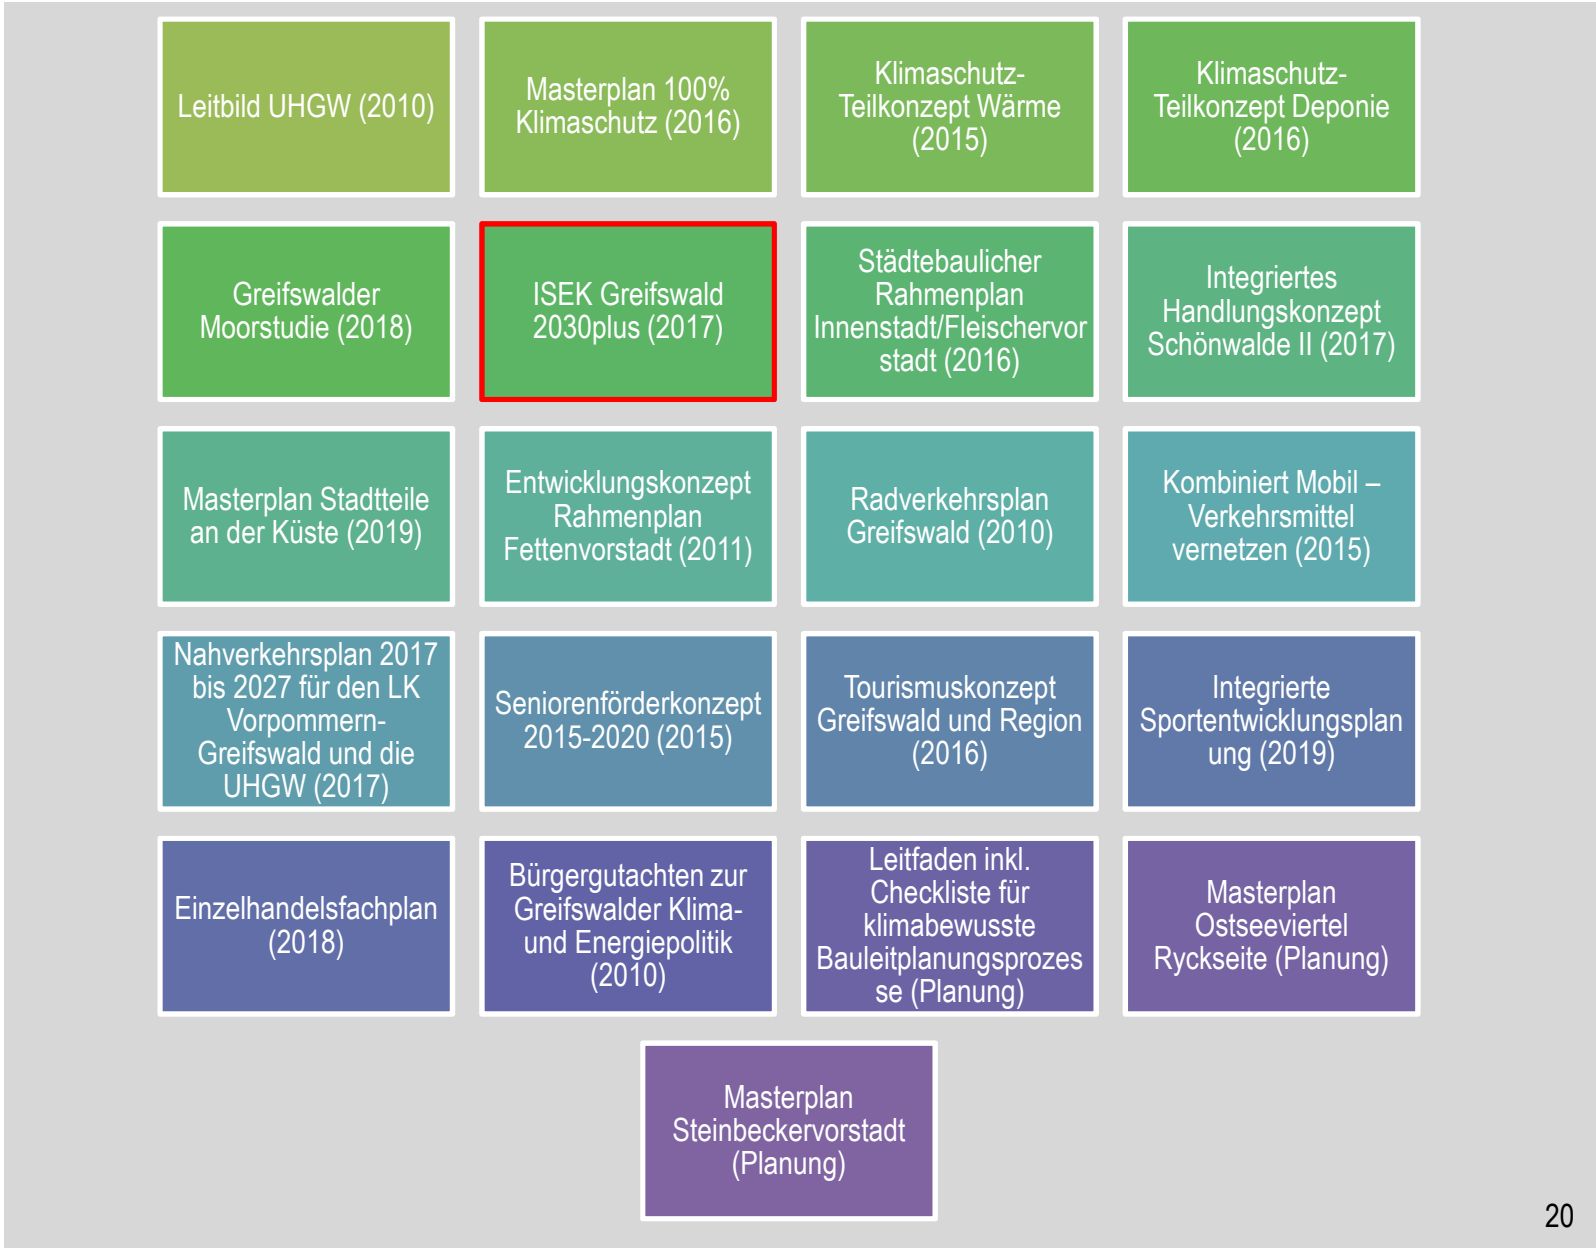 Leitbild UHGW (2010)
Masterplan 100%
Klimaschutz (2016)
Klimaschutz-
Teilkonzept Wärme
(2015)
Klimaschutz-
Teilkonzept Deponie
(2016)
Greifswalder
Moorstudie (2018)
ISEK Greifswald
2030plus (2017)
Städtebaulicher
Rahmenplan
Innenstadt/Fleischervor
stadt (2016)
Integriertes
Handlungskonzept
Schönwalde II (2017)
Masterplan Stadtteile
an der Küste (2019)
Entwicklungskonzept
Rahmenplan
Fettenvorstadt (2011)
Radverkehrsplan
Greifswald (2010)
Kombiniert Mobil –
Verkehrsmittel
vernetzen (2015)
Nahverkehrsplan 2017
bis 2027 für den LK
Vorpommern-
Greifswald und die
UHGW (2017)
Seniorenförderkonzept
2015-2020 (2015)
Tourismuskonzept
Greifswald und Region
(2016)
Integrierte
Sportentwicklungsplan
ung (2019)
Einzelhandelsfachplan
(2018)
Bürgergutachten zur
Greifswalder Klima-
und Energiepolitik
(2010)
Leitfaden inkl.
Checkliste für
klimabewusste
Bauleitplanungsprozes
se (Planung)
Masterplan
Ostseeviertel
Ryckseite (Planung)
Masterplan
Steinbeckervorstadt
(Planung)
20